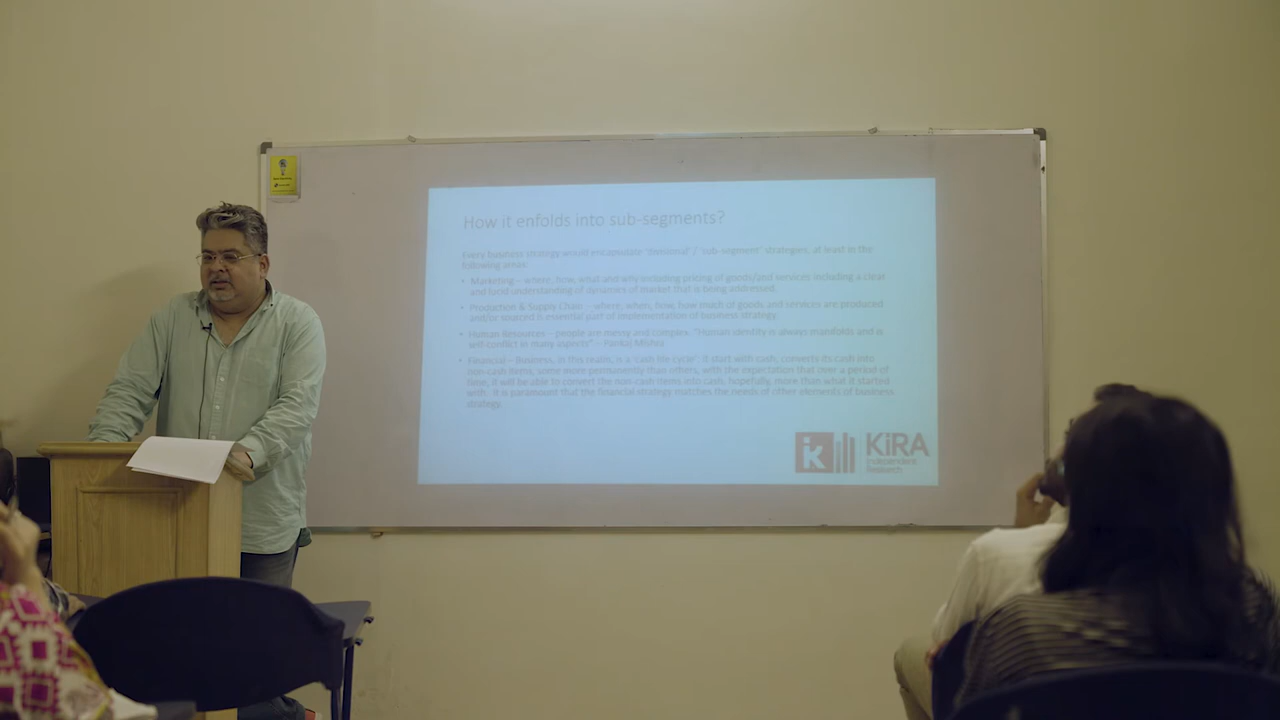 How it enfolds into sub-segments?
Every business strategy would encapsulate 'divisional' / 'sub-segment' strategies, at least in the
following areas:
• Marketing – where, how, what and why including pricing of goods/and services including a clear
and lucid understanding of dynamics of market that is being addressed.
• Production & Supply Chain – where, when, how, how much of goods and services are produced
and/or sourced is essential part of implementation of business strategy.
• Human Resources – people are messy and complex. "Human identity is always manifolds and is
self-conflict in many aspects" – Pankaj Mishra
• Financial – Business, in this realm, is a 'cash life cycle'. It start with cash, converts its cash into
non-cash items, some more permanently than others, with the expectation that over a period of
time, it will be able to convert the non-cash items into cash, hopefully, more than what it started
with. It is paramount that the financial strategy matches the needs of other elements of business
strategy.
iK KiRA
Independent
Research